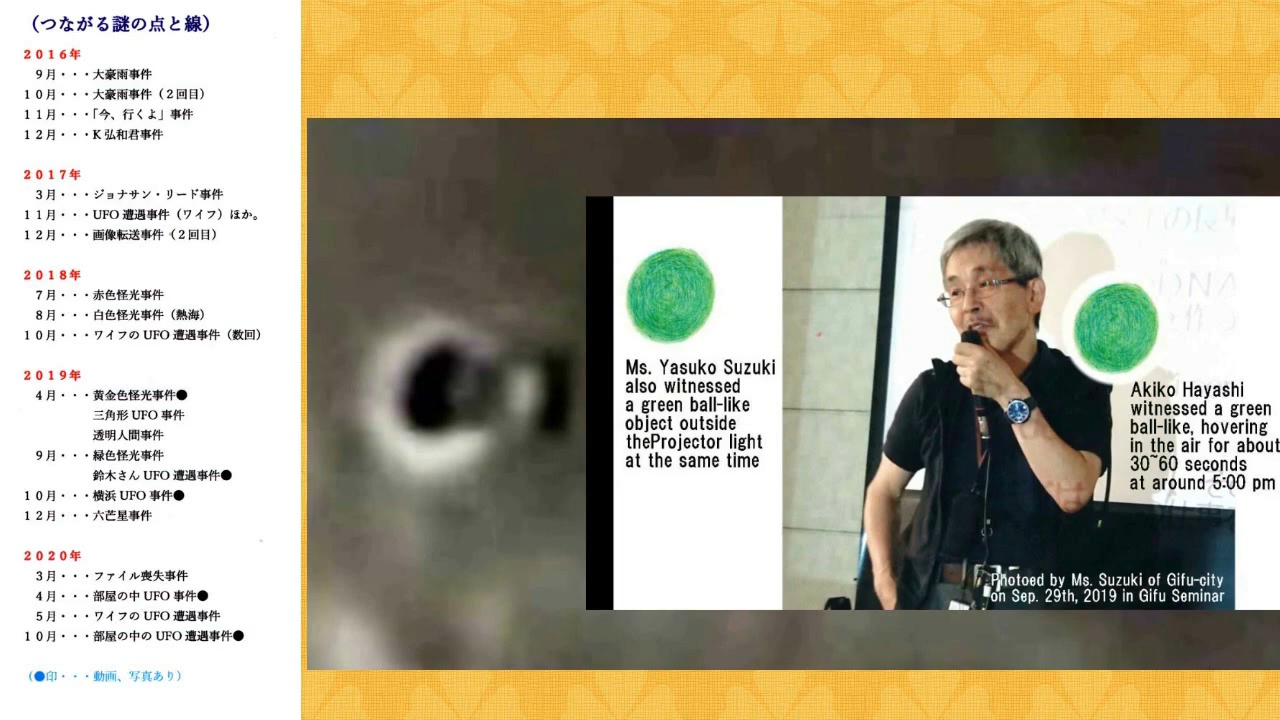 （つながる謎の点と線）
２０１６年
９月・・・大豪雨事件
１０月・・・大豪雨事件（２回目）
１１月・・・「今、行くよ」事件
１２月・・・K 弘和君事件
２０１７年
３月・・・ジョナサン・リード事件
１１月・・・UFO 遭遇事件（ワイフ）ほか。
１２月・・・画像転送事件（２回目）
２０１８年
７月・・・赤色怪光事件
８月・・・白色怪光事件（熱海）
１０月・・・ワイフの UFO 遭遇事件（数回）
２０１９年
４月・・・黄金色怪光事件●
三角形 UFO 事件
透明人間事件
９月・・・緑色怪光事件
鈴木さん UFO 遭遇事件●
１０月・・・横浜 UFO 事件●
１２月・・・六芒星事件
２０２０年
３月・・・ファイル喪失事件
４月・・・部屋の中 UFO 事件●
５月・・・ワイフの UFO 遭遇事件
１０月・・・部屋の中の UFO 遭遇事件●
（●印・・・動画、写真あり）
Ms. Yasuko Suzuki
also witnessed
a green ball-like
object outside
theProjector light
at the same time
DNA
Akiko Hayashi
witnessed a green
ball-like, hovering
in the air for about
30~60 seconds
at around 5:00 pm
Photoed by Ms. Suzuki of Gifu-city
on Sep. 29th, 2019 in Gifu Seminar